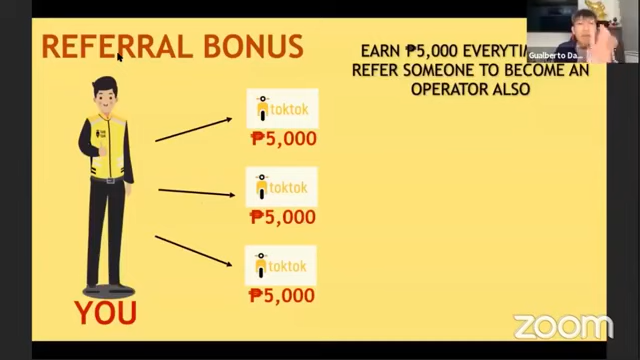 REFERRAL BONUS
EARN ₱5,000 EVERYTI
REFER SOMEONE TO BECOME AN
OPERATOR ALSO
Gualberto Da...
toktok
₱5,000
toktok
₱5,000
toktok
₱5,000
YOU
zoom